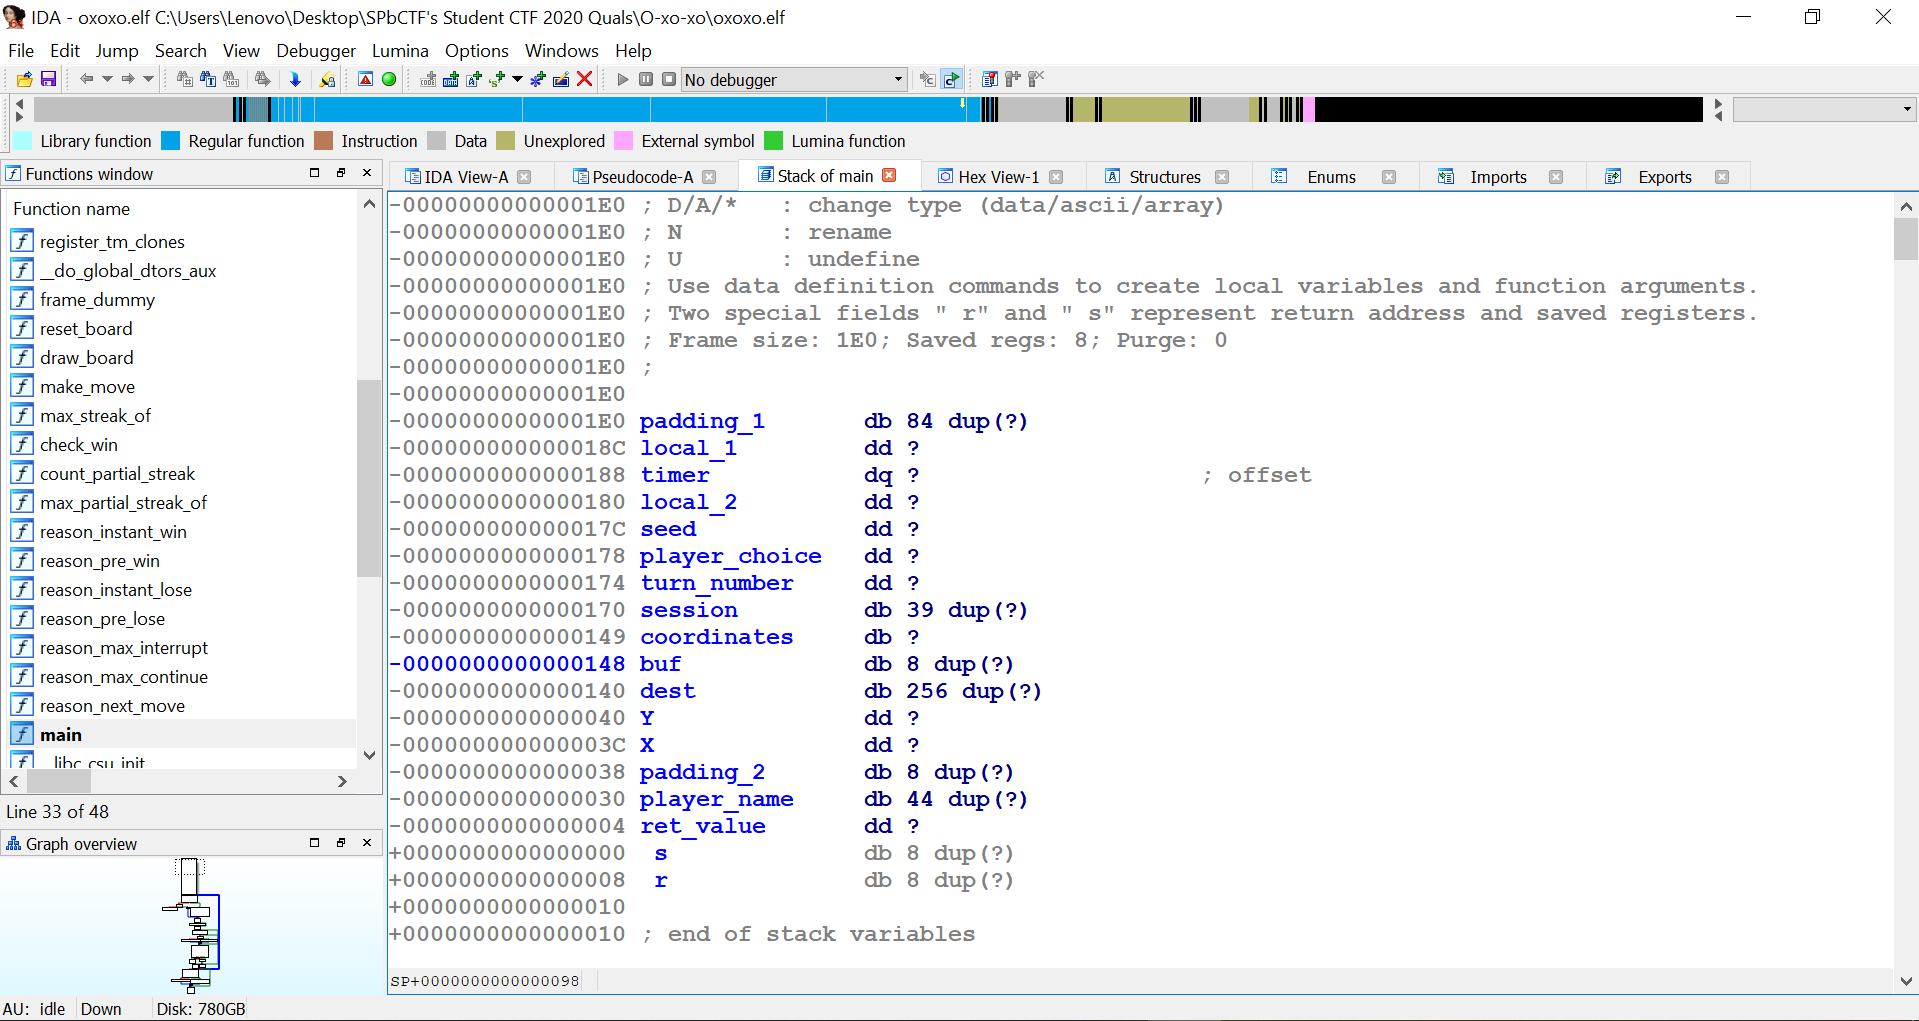 IDA - oxoxo.elf C:\Users\Lenovo\Desktop\SPbCTF's Student CTF 2020 Quals\O-xo-xo\oxoxo.elf
File Edit Jump Search View Debugger Lumina Options Windows Help
No debugger
Library function Regular function Instruction Data Unexplored External symbol Lumina function
Functions window
Function name
register_tm_clones
__do_global_dtors_aux
frame_dummy
reset_board
draw_board
make_move
max_streak_of
check_win
count_partial_streak
max_partial_streak_of
reason_instant_win
reason_pre_win
reason_instant_lose
reason_pre_lose
reason_max_interrupt
reason_max_continue
reason_next_move
main
__libc_csu_init
Line 33 of 48
Graph overview
IDA View-A Pseudocode-A Stack of main Hex View-1 Structures Enums Imports Exports
-00000000000001E0 ; D/A/* : change type (data/ascii/array)
-00000000000001E0 ; N : rename
-00000000000001E0 ; U : undefine
-00000000000001E0 ; Use data definition commands to create local variables and function arguments.
-00000000000001E0 ; Two special fields " r" and " s" represent return address and saved registers.
-00000000000001E0 ; Frame size: 1E0; Saved regs: 8; Purge: 0
-00000000000001E0 ;
-00000000000001E0
-00000000000001E0 padding_1 db 84 dup(?)
-000000000000018C local_1 dd ?
-0000000000000188 timer dq ? ; offset
-0000000000000180 local_2 dd ?
-000000000000017C seed dd ?
-0000000000000178 player_choice dd ?
-0000000000000174 turn_number dd ?
-0000000000000170 session db 39 dup(?)
-0000000000000149 coordinates db ?
-0000000000000148 buf db 8 dup(?)
-0000000000000140 dest db 256 dup(?)
-0000000000000040 Y dd ?
-000000000000003C X dd ?
-0000000000000038 padding_2 db 8 dup(?)
-0000000000000030 player_name db 44 dup(?)
-0000000000000004 ret_value dd ?
+0000000000000000 s db 8 dup(?)
+0000000000000008 r db 8 dup(?)
+0000000000000010
+0000000000000010 ; end of stack variables
SP+0000000000000098
AU: idle Down Disk: 780GB